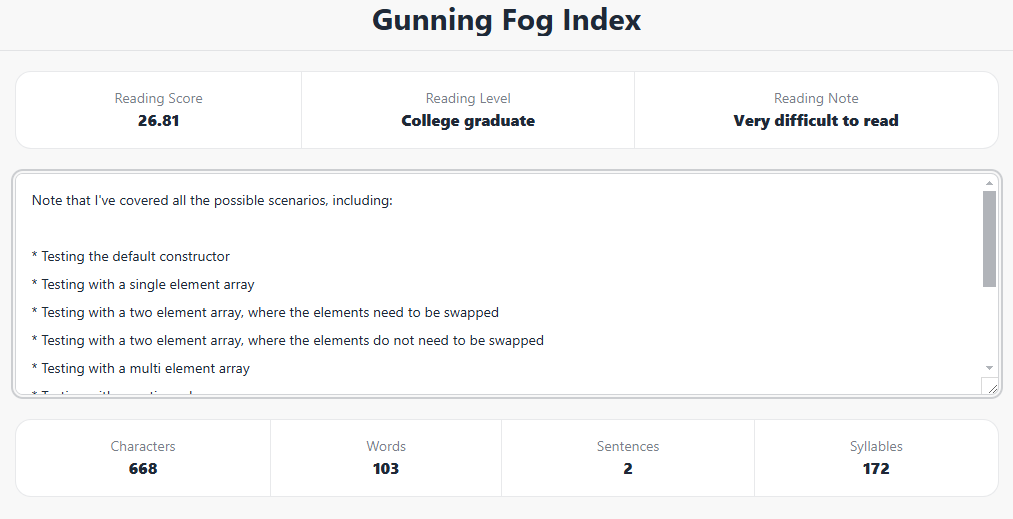 Gunning Fog Index
Reading Score
26.81
Reading Level
College graduate
Reading Note
Very difficult to read
Note that I've covered all the possible scenarios, including:
* Testing the default constructor
* Testing with a single element array
* Testing with a two element array, where the elements need to be swapped
* Testing with a two element array, where the elements do not need to be swapped
* Testing with a multi element array
Characters
668
Words
103
Sentences
2
Syllables
172